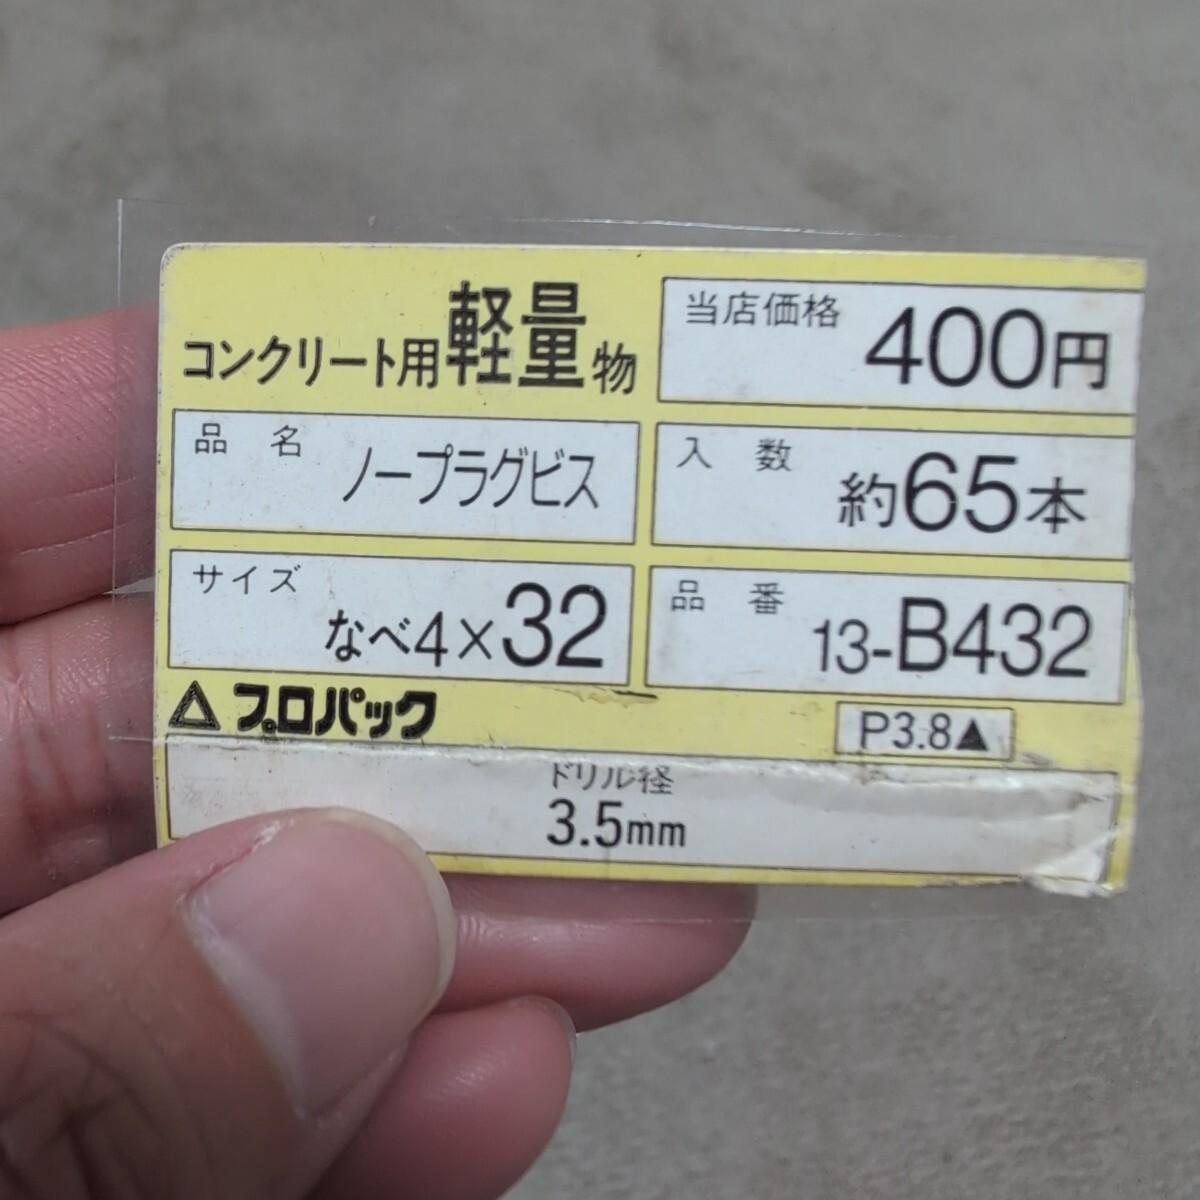 コンクリート用軽量物
当店価格 400円
品名 ノープラグビス
入数 約65本
サイズ なべ4×32
品番 13-B432
プロパック
P3.8▲
ドリル径
3.5mm